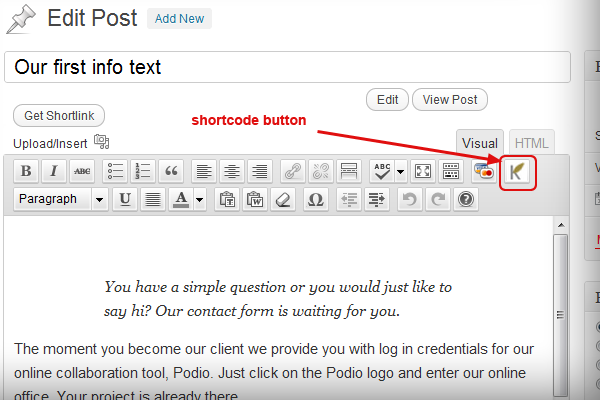 Edit Post Add New
Our first info text
Edit View Post
Get Shortlink
shortcode button
Upload/Insert
Visual HTML
B I ABC ABC
Paragraph U A T W Ω ?
You have a simple question or you would just like to
say hi? Our contact form is waiting for you.
The moment you become our client we provide you with log in credentials for our
online collaboration tool, Podio. Just click on the Podio logo and enter our online
office. Your project is already there